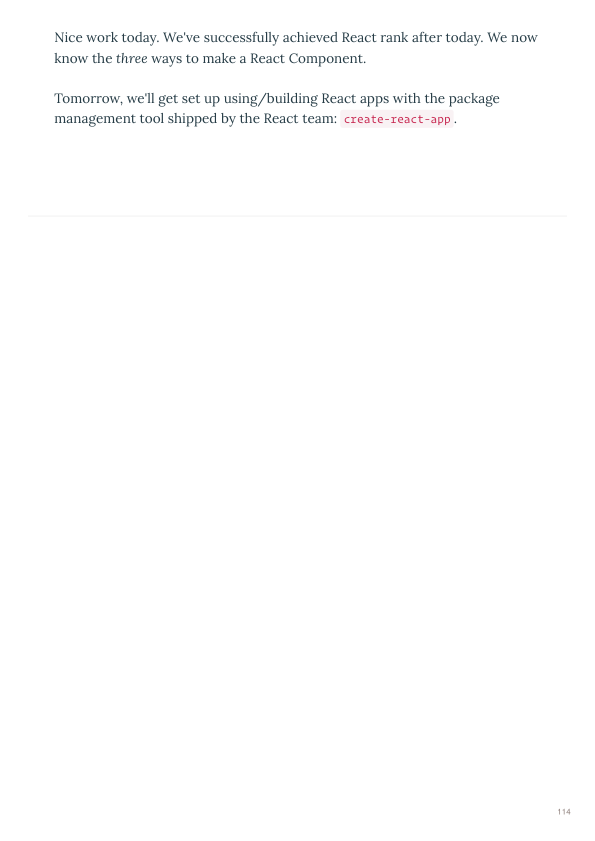 Nice work today. We've successfully achieved React rank after today. We now
know the three ways to make a React Component.
Tomorrow, we'll get set up using/building React apps with the package
management tool shipped by the React team: create-react-app.
114